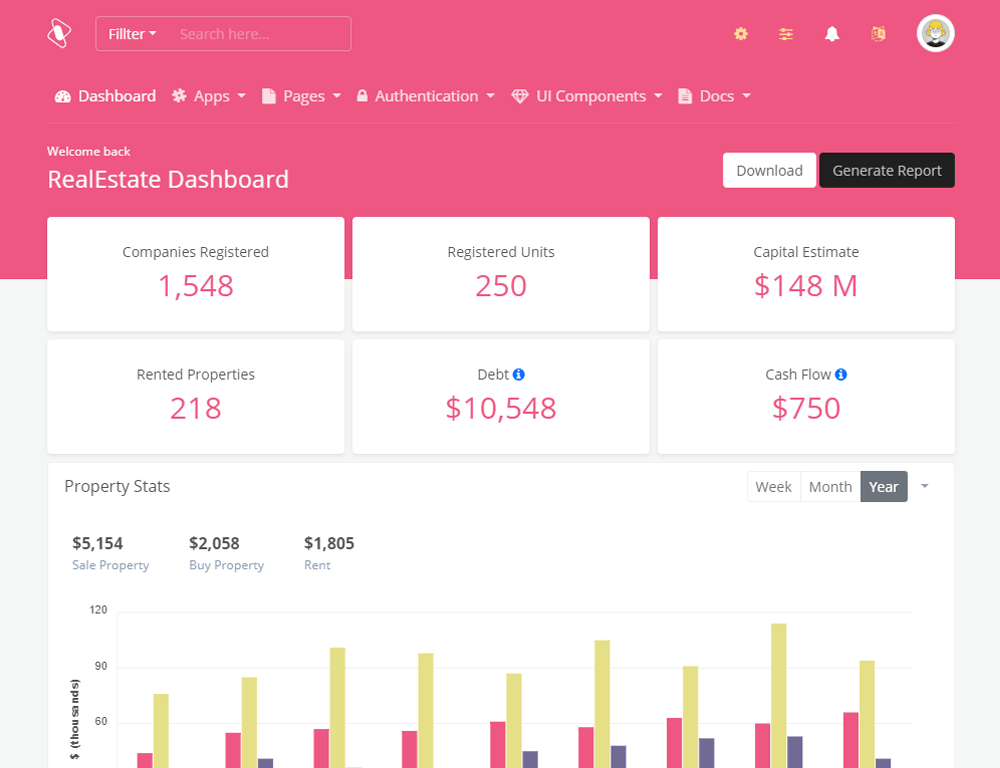 Fillter Search here...
Dashboard Apps Pages Authentication UI Components Docs
Welcome back
RealEstate Dashboard
Download Generate Report
Companies Registered
1,548
Registered Units
250
Capital Estimate
$148 M
Rented Properties
218
Debt
$10,548
Cash Flow
$750
Property Stats
Week Month Year
$5,154
Sale Property
$2,058
Buy Property
$1,805
Rent
120
90
60
$ (thousands)